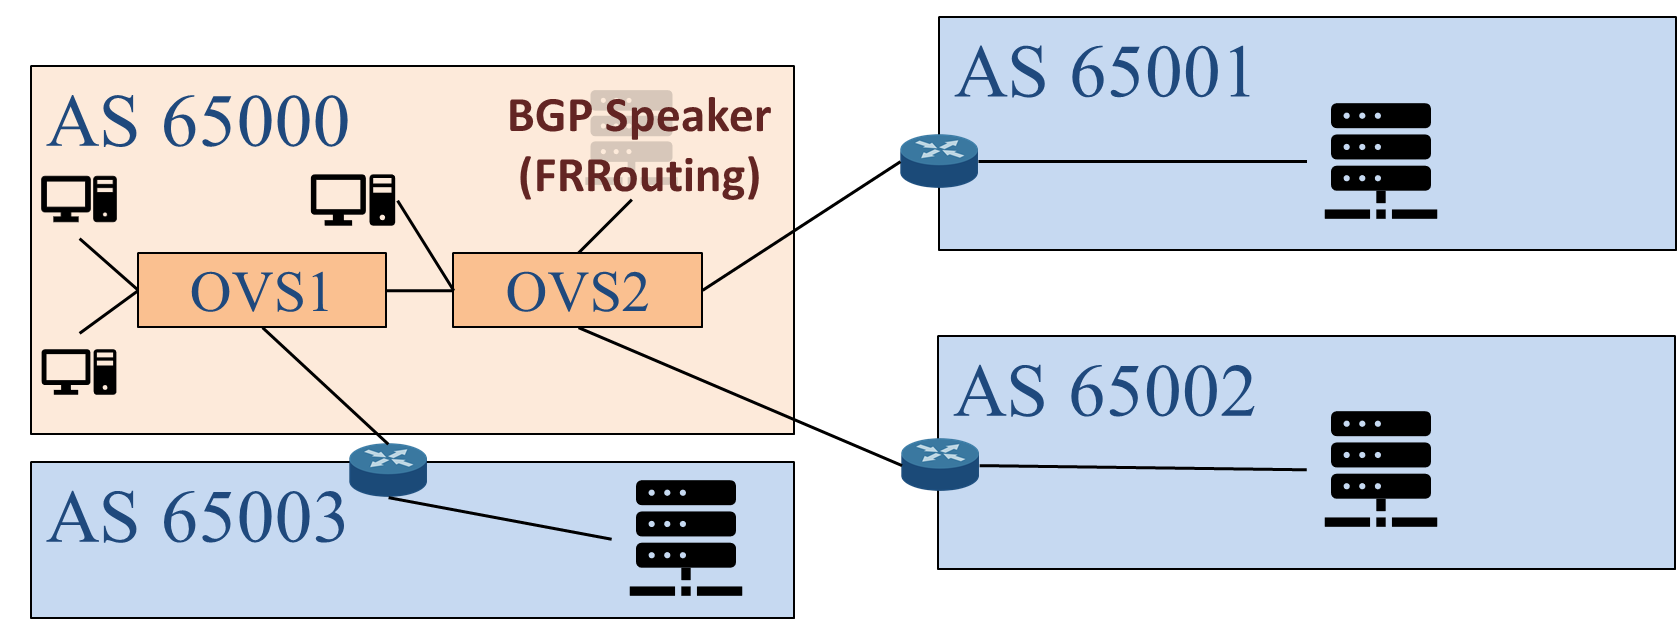 AS 65000
BGP Speaker
(FRRouting)
OVS1
OVS2
AS 65001
AS 65002
AS 65003